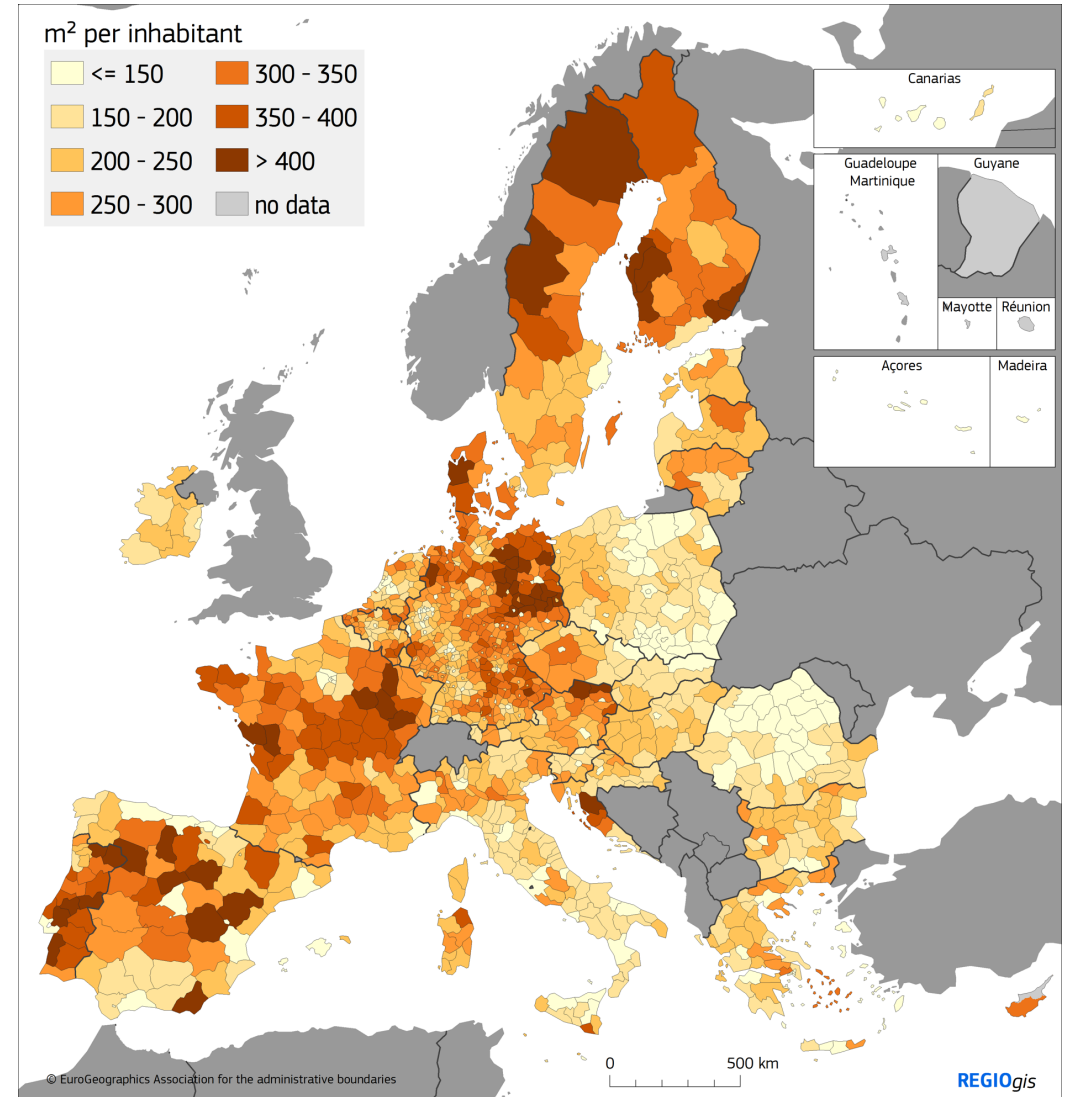 m² per inhabitant
<= 150
150 - 200
200 - 250
250 - 300
300 - 350
350 - 400
> 400
no data
Canarias
Guadeloupe
Martinique
Guyane
Mayotte
Réunion
Açores
Madeira
0
500 km
© EuroGeographics Association for the administrative boundaries
REGIOgis